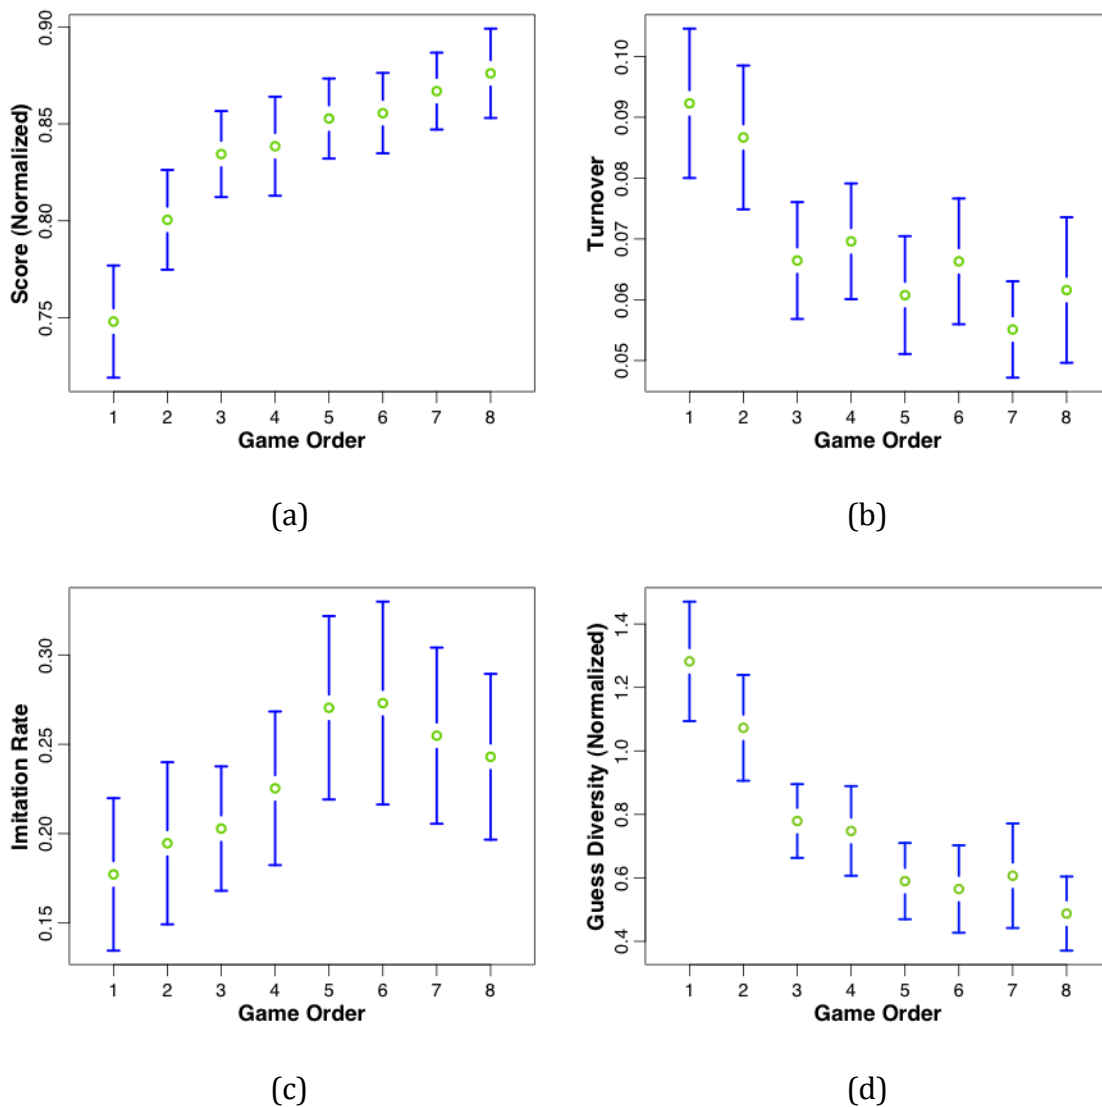 Score (Normalized)
0.90
0.85
0.80
0.75
1 2 3 4 5 6 7 8
Game Order
(a)
Turnover
0.10
0.09
0.08
0.07
0.06
0.05
1 2 3 4 5 6 7 8
Game Order
(b)
Imitation Rate
0.30
0.25
0.20
0.15
1 2 3 4 5 6 7 8
Game Order
(c)
Guess Diversity (Normalized)
1.4
1.2
1.0
0.8
0.6
0.4
1 2 3 4 5 6 7 8
Game Order
(d)